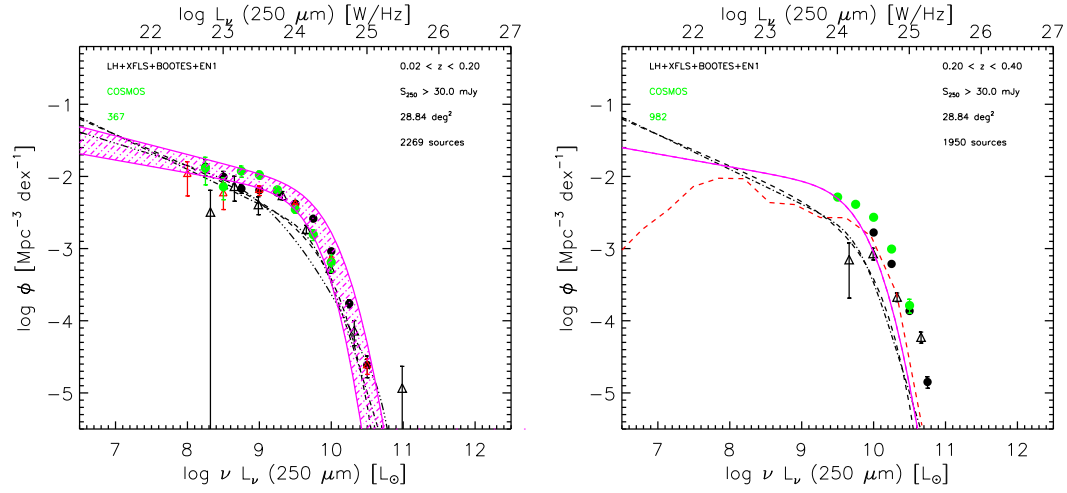 log L_ν (250 μm) [W/Hz]
22 23 24 25 26 27
LH+XFLS+BOOTES+EN1
0.02 < z < 0.20
COSMOS
S_250 > 30.0 mJy
367
28.84 deg²
2269 sources
−1
−2
−3
−4
−5
log ϕ [Mpc⁻³ dex⁻¹]
7 8 9 10 11 12
log ν L_ν (250 μm) [L_⊙]
log L_ν (250 μm) [W/Hz]
22 23 24 25 26 27
LH+XFLS+BOOTES+EN1
0.20 < z < 0.40
COSMOS
S_250 > 30.0 mJy
982
28.84 deg²
1950 sources
−1
−2
−3
−4
−5
log ϕ [Mpc⁻³ dex⁻¹]
7 8 9 10 11 12
log ν L_ν (250 μm) [L_⊙]